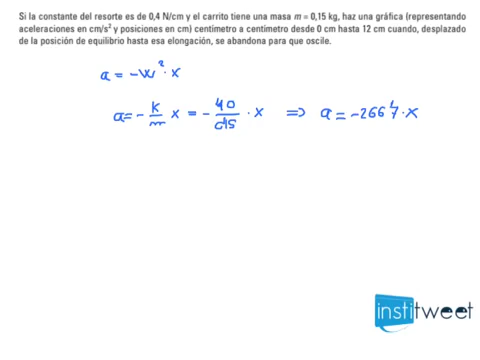 Si la constante del resorte es de 0,4 N/cm y el carrito tiene una masa m = 0,15 kg, haz una gráfica (representando
aceleraciones en cm/s² y posiciones en cm) centímetro a centímetro desde 0 cm hasta 12 cm cuando, desplazado
de la posición de equilibrio hasta esa elongación, se abandona para que oscile.
a = -w² · x
a = - k/m x = - 40/0,15 · x => a = -266,7 · x
institweet